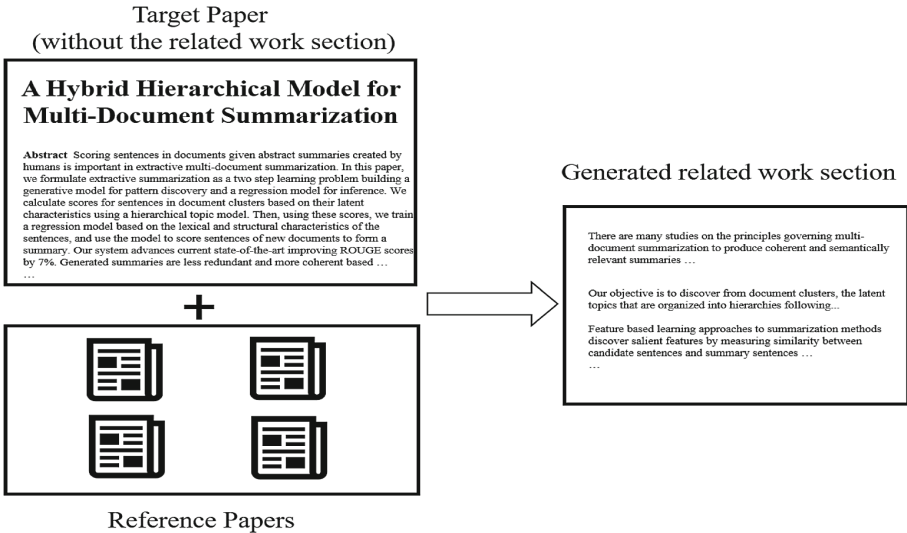 Target Paper
(without the related work section)
A Hybrid Hierarchical Model for
Multi-Document Summarization
Abstract Scoring sentences in documents given abstract summaries created by
humans is important in extractive multi-document summarization. In this paper,
we formulate extractive summarization as a two step learning problem building a
generative model for pattern discovery and a regression model for inference. We
calculate scores for sentences in document clusters based on their latent
characteristics using a hierarchical topic model. Then, using these scores, we train
a regression model based on the lexical and structural characteristics of the
sentences, and use the model to score sentences of new documents to form a
summary. Our system advances current state-of-the-art improving ROUGE scores
by 7%. Generated summaries are less redundant and more coherent based …
…
+
Reference Papers
Generated related work section
There are many studies on the principles governing multi-
document summarization to produce coherent and semantically
relevant summaries …
Our objective is to discover from document clusters, the latent
topics that are organized into hierarchies following...
Feature based learning approaches to summarization methods
discover salient features by measuring similarity between
candidate sentences and summary sentences …
…